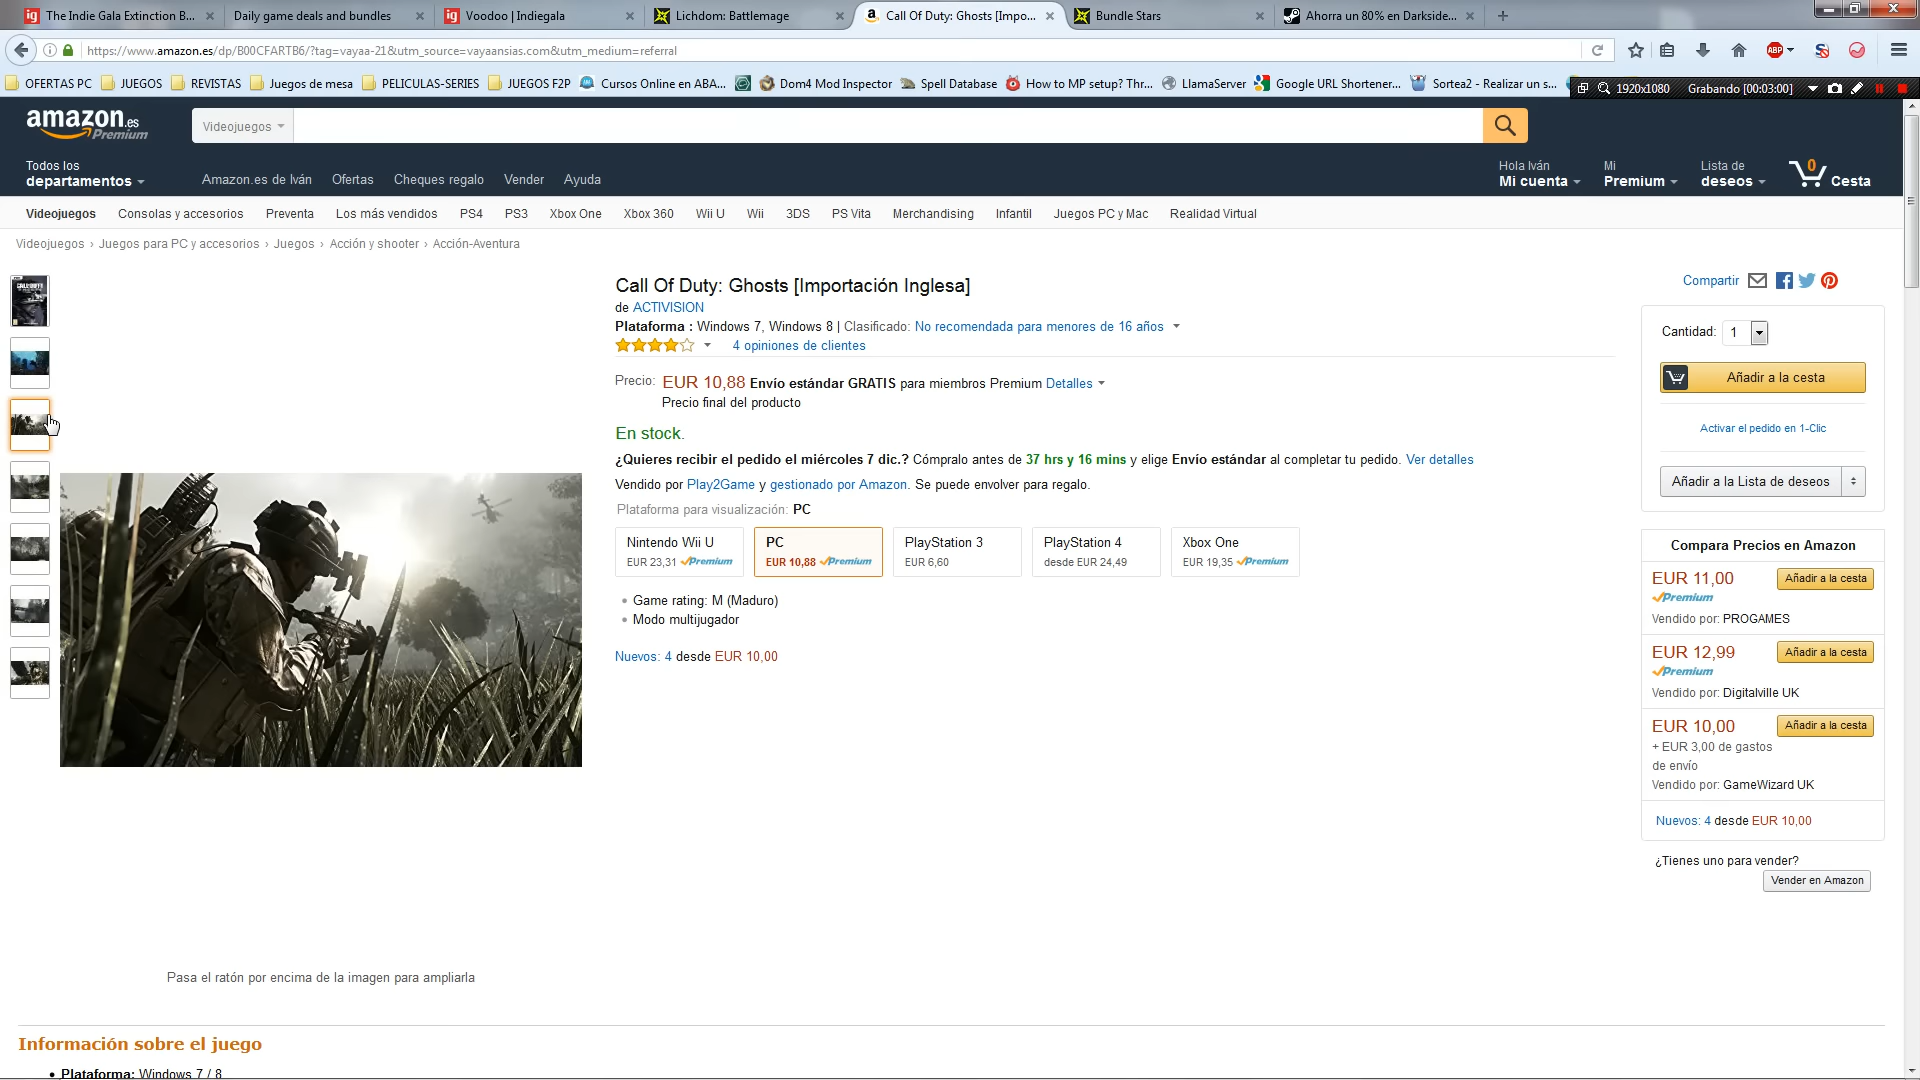 The Indie Gala Extinction B...
Daily game deals and bundles
Voodoo | Indiegala
Lichdom: Battlemage
Call Of Duty: Ghosts [Impo...
Bundle Stars
Ahorra un 80% en Darkside...
https://www.amazon.es/dp/B00CFARTB6/?tag=vayaa-21&utm_source=vayaansias.com&utm_medium=referral
ABP
OFERTAS PC
JUEGOS
REVISTAS
Juegos de mesa
PELICULAS-SERIES
JUEGOS F2P
Cursos Online en ABA...
Dom4 Mod Inspector
Spell Database
How to MP setup? Thr...
LlamaServer
Google URL Shortener...
Sortea2 - Realizar un s...
1920x1080
Grabando [00:03:00]
amazon.es
Premium
Videojuegos
Todos los
departamentos
Amazon.es de Iván
Ofertas
Cheques regalo
Vender
Ayuda
Hola Iván
Mi cuenta
Mi
Premium
Lista de
deseos
0
Cesta
Videojuegos
Consolas y accesorios
Preventa
Los más vendidos
PS4
PS3
Xbox One
Xbox 360
Wii U
Wii
3DS
PS Vita
Merchandising
Infantil
Juegos PC y Mac
Realidad Virtual
Videojuegos › Juegos para PC y accesorios › Juegos › Acción y shooter › Acción-Aventura
Call Of Duty: Ghosts [Importación Inglesa]
de ACTIVISION
Plataforma : Windows 7, Windows 8 | Clasificado: No recomendada para menores de 16 años
4 opiniones de clientes
Precio: EUR 10,88 Envío estándar GRATIS para miembros Premium Detalles
Precio final del producto
En stock.
¿Quieres recibir el pedido el miércoles 7 dic.? Cómpralo antes de 37 hrs y 16 mins y elige Envío estándar al completar tu pedido. Ver detalles
Vendido por Play2Game y gestionado por Amazon. Se puede envolver para regalo.
Plataforma para visualización: PC
Nintendo Wii U
EUR 23,31 Premium
PC
EUR 10,88 Premium
PlayStation 3
EUR 6,60
PlayStation 4
desde EUR 24,49
Xbox One
EUR 19,35 Premium
Game rating: M (Maduro)
Modo multijugador
Nuevos: 4 desde EUR 10,00
Pasa el ratón por encima de la imagen para ampliarla
Compartir
Cantidad: 1
Añadir a la cesta
Activar el pedido en 1-Clic
Añadir a la Lista de deseos
Compara Precios en Amazon
EUR 11,00
Añadir a la cesta
Premium
Vendido por: PROGAMES
EUR 12,99
Añadir a la cesta
Premium
Vendido por: Digitalville UK
EUR 10,00
Añadir a la cesta
+ EUR 3,00 de gastos
de envío
Vendido por: GameWizard UK
Nuevos: 4 desde EUR 10,00
¿Tienes uno para vender?
Vender en Amazon
Información sobre el juego
Plataforma: Windows 7 / 8